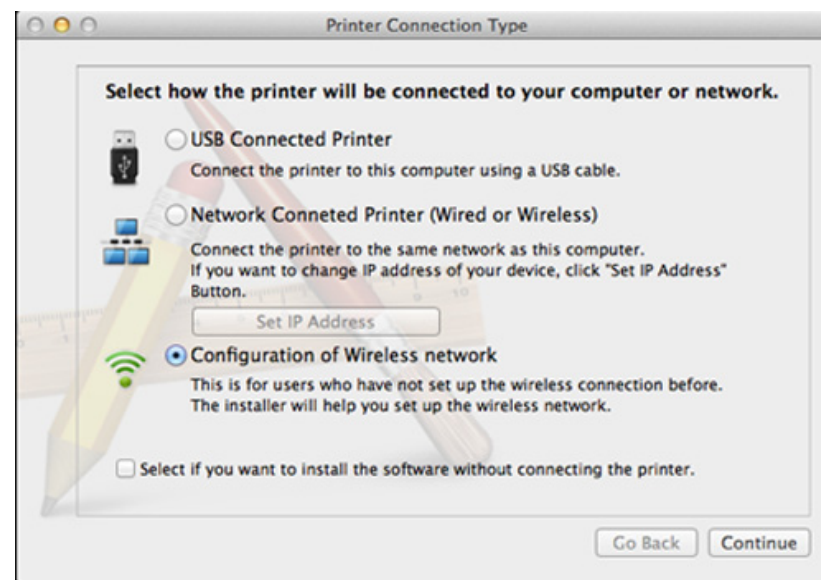 Printer Connection Type
Select how the printer will be connected to your computer or network.
USB Connected Printer
Connect the printer to this computer using a USB cable.
Network Conneted Printer (Wired or Wireless)
Connect the printer to the same network as this computer.
If you want to change IP address of your device, click "Set IP Address"
Button.
Set IP Address
Configuration of Wireless network
This is for users who have not set up the wireless connection before.
The installer will help you set up the wireless network.
Select if you want to install the software without connecting the printer.
Go Back Continue